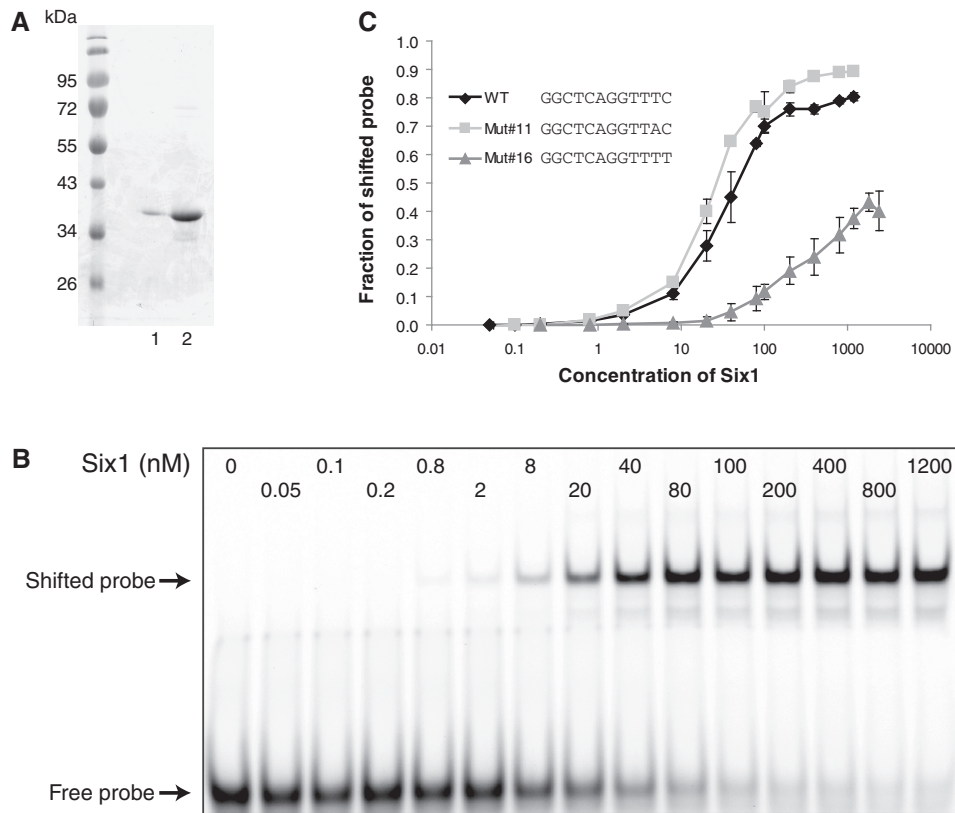 A
kDa
95
72
55
43
34
26
1 2
C
Fraction of shifted probe
1.0
0.9
0.8
0.7
0.6
0.5
0.4
0.3
0.2
0.1
0.0
WT GGCTCAGGTTTC
Mut#11 GGCTCAGGTTAC
Mut#16 GGCTCAGGTTTT
0.01 0.1 1 10 100 1000 10000
Concentration of Six1
B
Six1 (nM) 0 0.1 0.8 8 40 100 400 1200
0.05 0.2 2 20 80 200 800
Shifted probe
Free probe